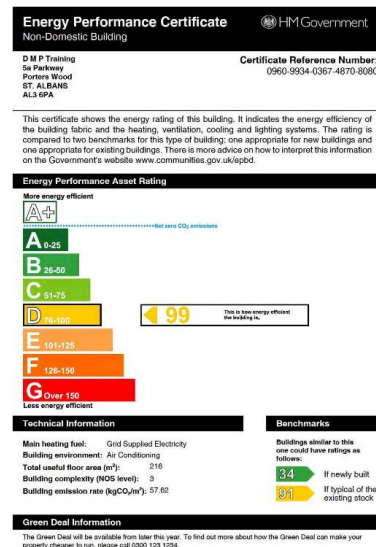 Energy Performance Certificate
HM Government
Non-Domestic Building
D M P Training
5a Parkway
Porters Wood
ST. ALBANS
AL3 6PA
Certificate Reference Number:
0960-9934-0367-4870-8080
This certificate shows the energy rating of this building. It indicates the energy efficiency of
the building fabric and the heating, ventilation, cooling and lighting systems. The rating is
compared to two benchmarks for this type of building: one appropriate for new buildings and
one appropriate for existing buildings. There is more advice on how to interpret this information
on the Government's website www.communities.gov.uk/epbd.
Energy Performance Asset Rating
More energy efficient
A+
Net zero CO₂ emissions
A 0-25
B 26-50
C 51-75
D 76-100
99
This is how energy efficient
the building is.
E 101-125
F 126-150
G Over 150
Less energy efficient
Technical Information
Main heating fuel: Grid Supplied Electricity
Building environment: Air Conditioning
Total useful floor area (m²): 216
Building complexity (NOS level): 3
Building emission rate (kgCO₂/m²): 57.62
Benchmarks
Buildings similar to this
one could have ratings as
follows:
34 If newly built
91 If typical of the
existing stock
Green Deal Information
The Green Deal will be available from later this year. To find out more about how the Green Deal can make your
property cheaper to run, please call 0300 123 1234.